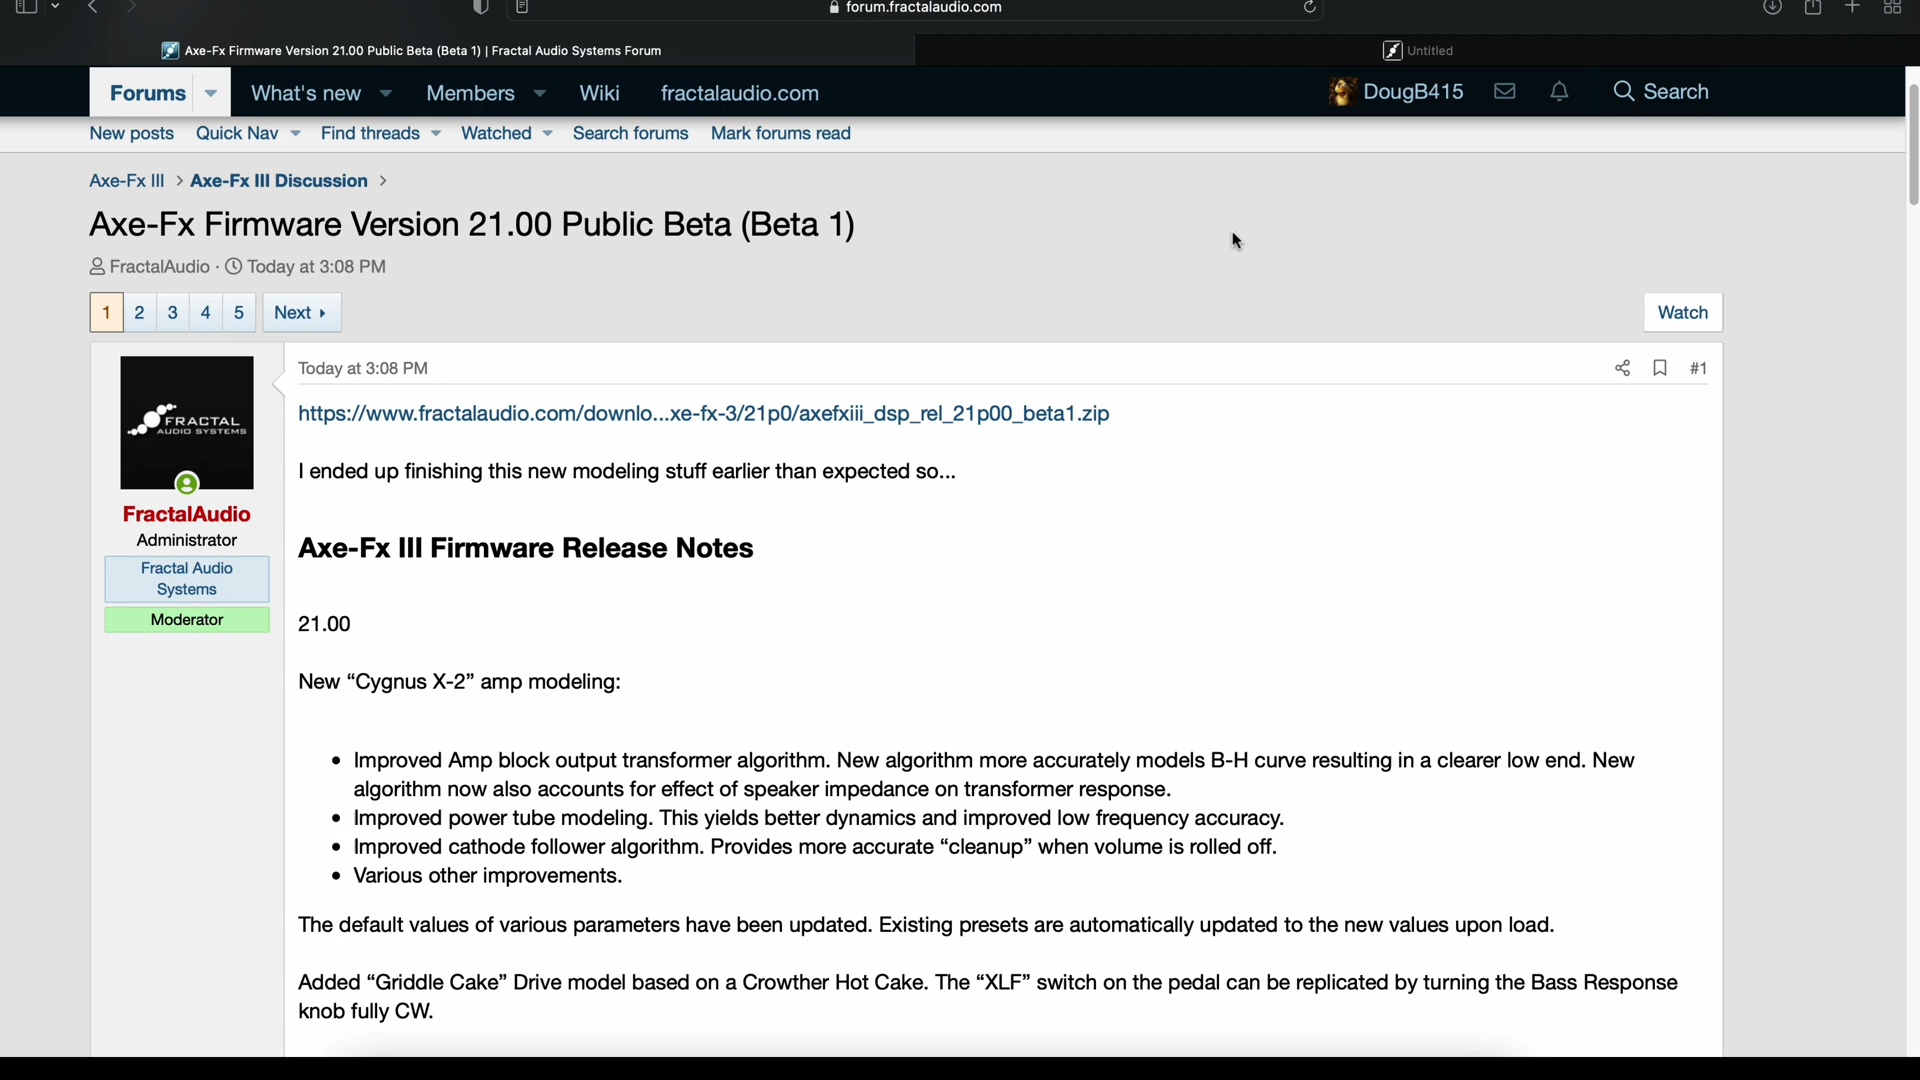 forum.fractalaudio.com
Axe-Fx Firmware Version 21.00 Public Beta (Beta 1) | Fractal Audio Systems Forum
Untitled
Forums What's new Members Wiki fractalaudio.com DougB415 Search
New posts Quick Nav Find threads Watched Search forums Mark forums read
Axe-Fx III > Axe-Fx III Discussion >
Axe-Fx Firmware Version 21.00 Public Beta (Beta 1)
FractalAudio · Today at 3:08 PM
1 2 3 4 5 Next
Watch
Today at 3:08 PM #1
FRACTAL
AUDIO SYSTEMS
FractalAudio
Administrator
Fractal Audio
Systems
Moderator
https://www.fractalaudio.com/downlo...xe-fx-3/21p0/axefxiii_dsp_rel_21p00_beta1.zip
I ended up finishing this new modeling stuff earlier than expected so...
Axe-Fx III Firmware Release Notes
21.00
New “Cygnus X-2” amp modeling:
• Improved Amp block output transformer algorithm. New algorithm more accurately models B-H curve resulting in a clearer low end. New
algorithm now also accounts for effect of speaker impedance on transformer response.
• Improved power tube modeling. This yields better dynamics and improved low frequency accuracy.
• Improved cathode follower algorithm. Provides more accurate “cleanup” when volume is rolled off.
• Various other improvements.
The default values of various parameters have been updated. Existing presets are automatically updated to the new values upon load.
Added “Griddle Cake” Drive model based on a Crowther Hot Cake. The “XLF” switch on the pedal can be replicated by turning the Bass Response
knob fully CW.